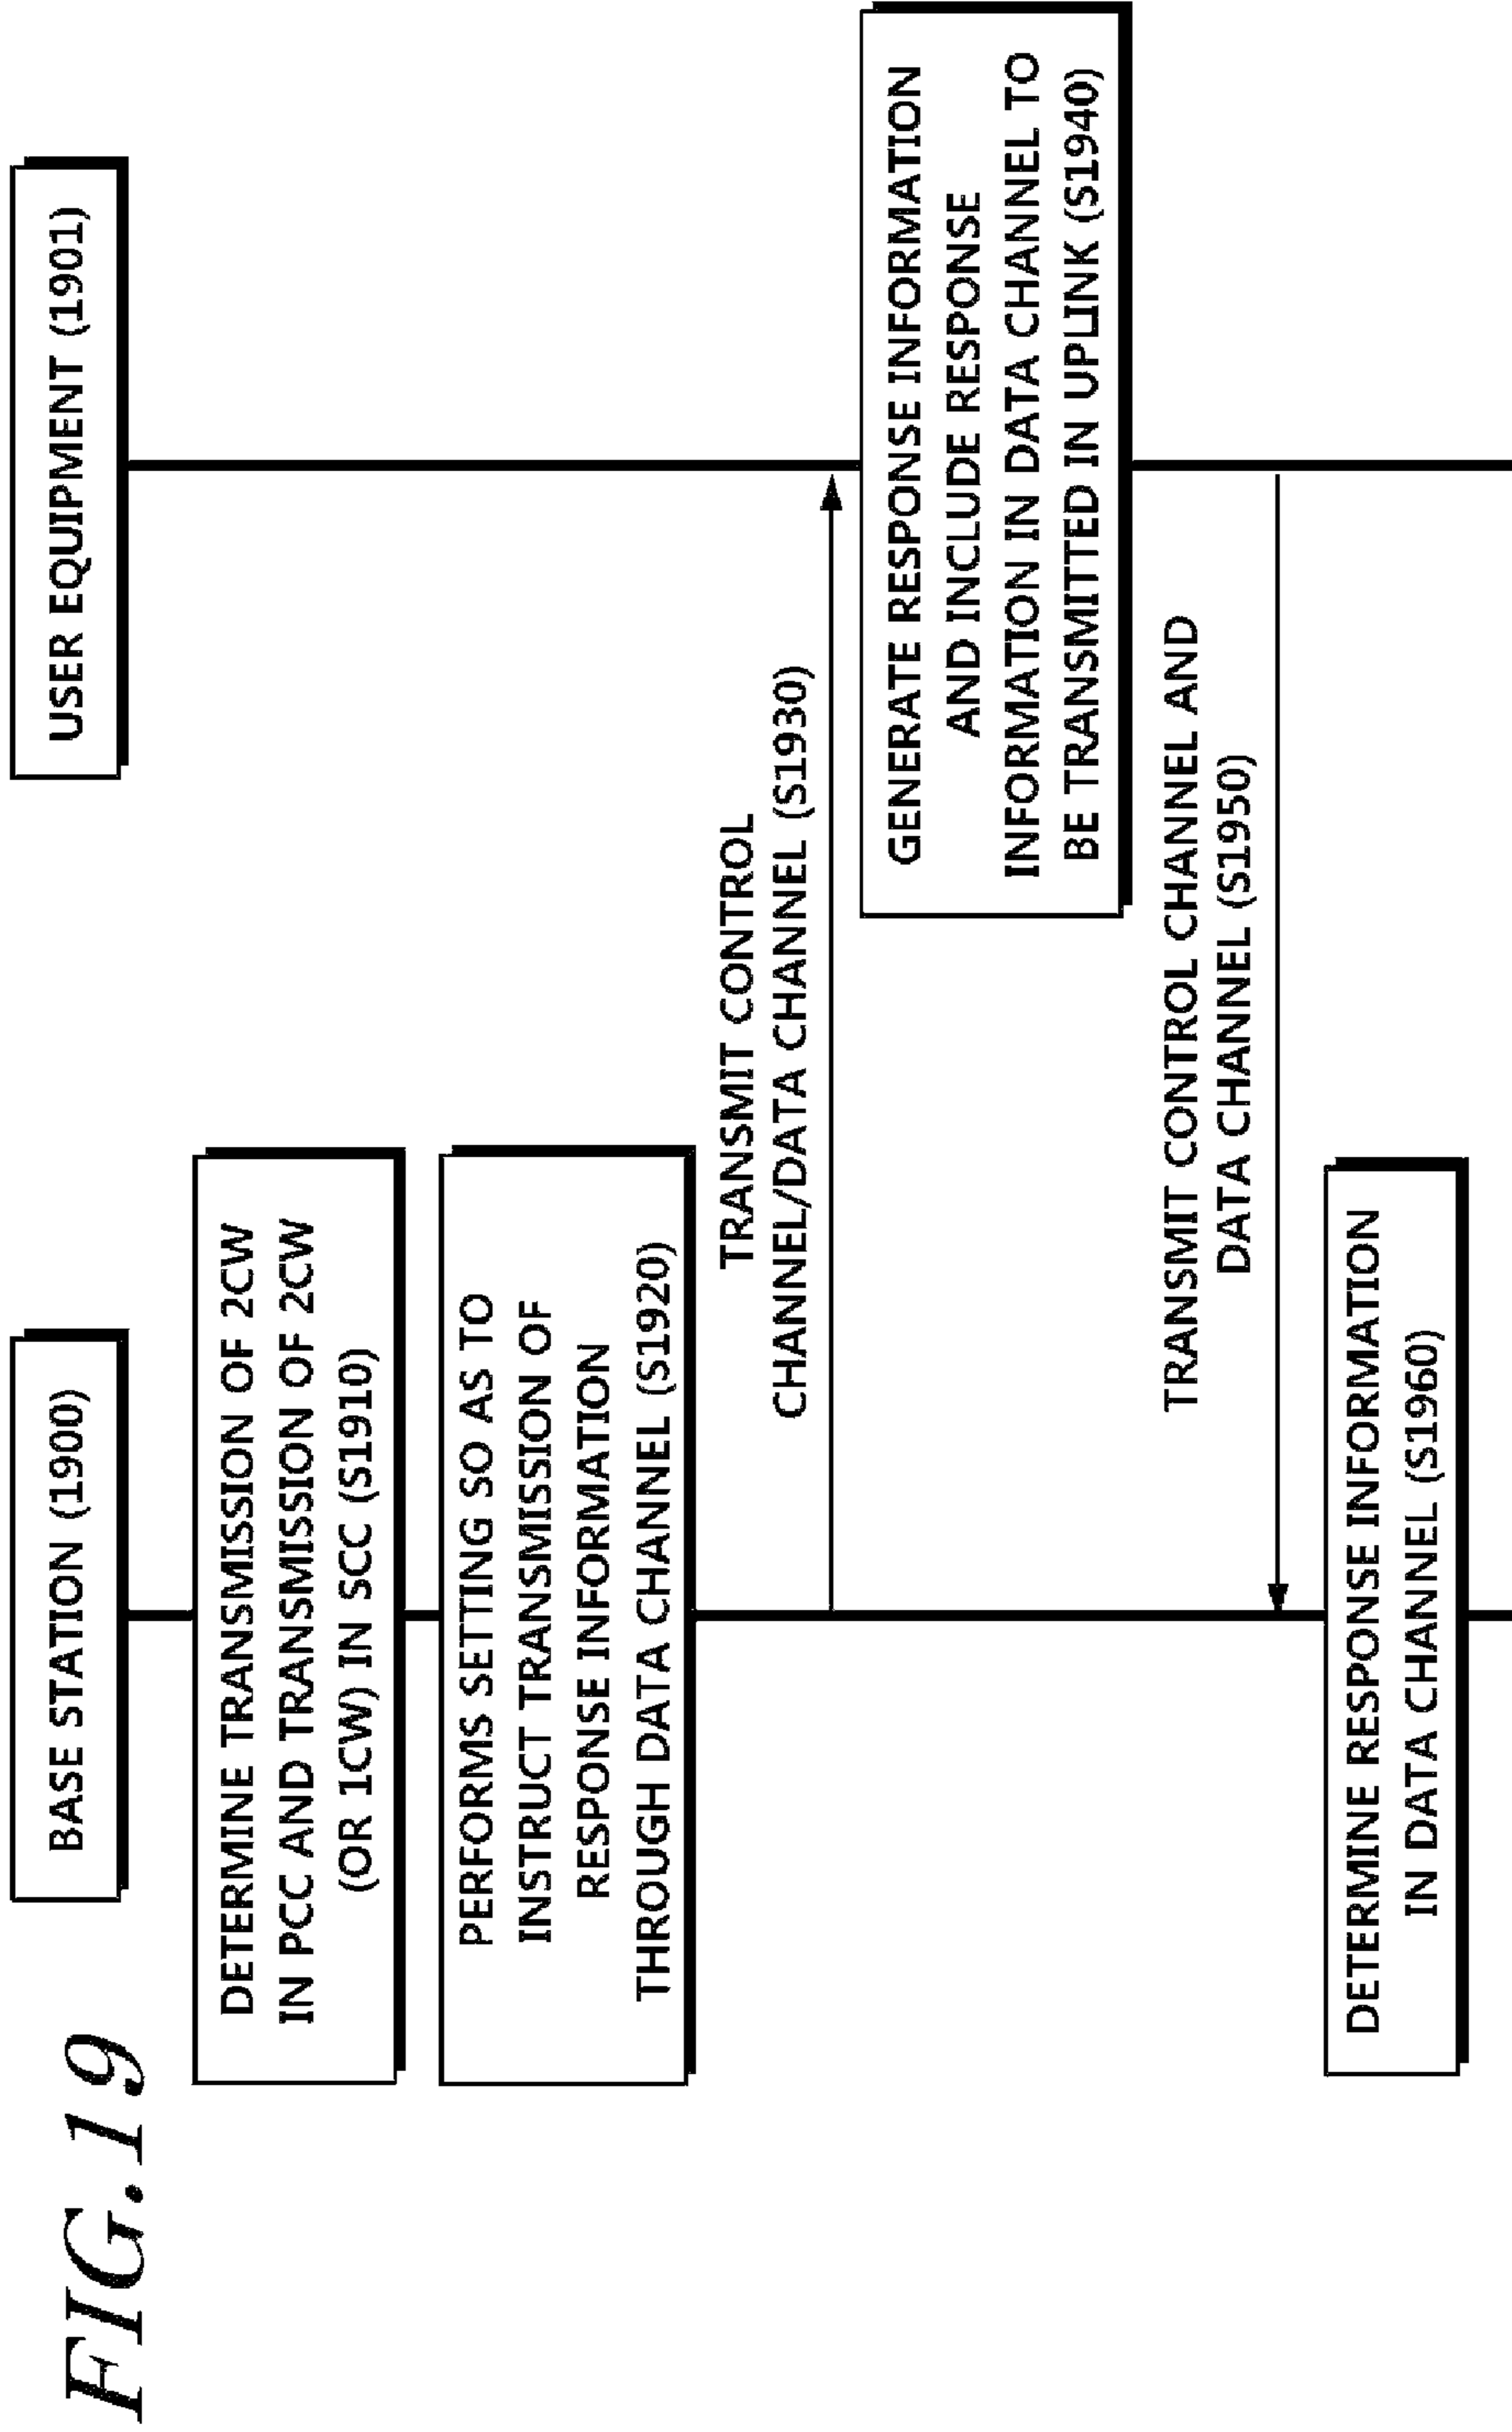 FIG.19
BASE STATION (1900)
USER EQUIPMENT (1901)
DETERMINE TRANSMISSION OF 2CW
IN PCC AND TRANSMISSION OF 2CW
(OR 1CW) IN SCC (S1910)
PERFORMS SETTING SO AS TO
INSTRUCT TRANSMISSION OF
RESPONSE INFORMATION
THROUGH DATA CHANNEL (S1920)
TRANSMIT CONTROL
CHANNEL/DATA CHANNEL (S1930)
GENERATE RESPONSE INFORMATION
AND INCLUDE RESPONSE
INFORMATION IN DATA CHANNEL TO
BE TRANSMITTED IN UPLINK (S1940)
TRANSMIT CONTROL CHANNEL AND
DATA CHANNEL (S1950)
DETERMINE RESPONSE INFORMATION
IN DATA CHANNEL (S1960)